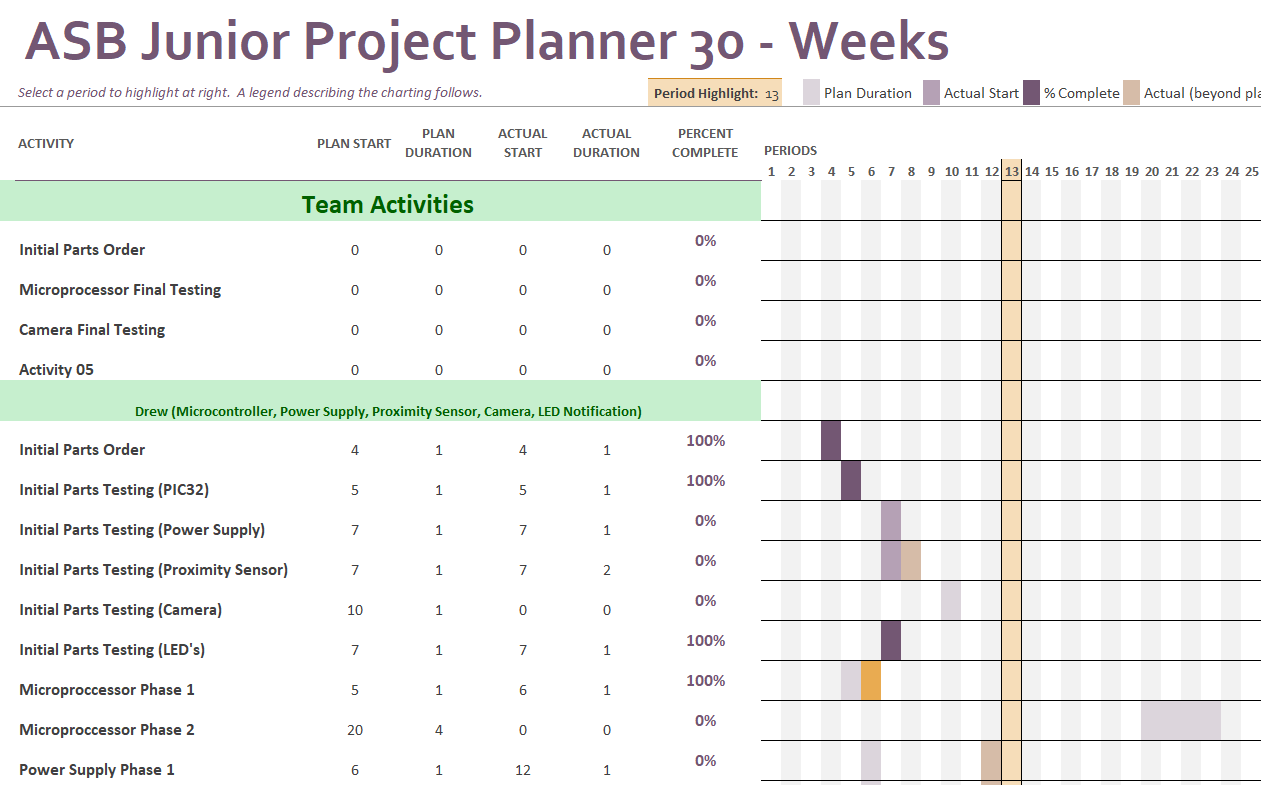 ASB Junior Project Planner 30 - Weeks
Select a period to highlight at right. A legend describing the charting follows. Period Highlight: 13 Plan Duration Actual Start % Complete Actual (beyond pla
ACTIVITY PLAN START PLAN DURATION ACTUAL START ACTUAL DURATION PERCENT COMPLETE PERIODS
1 2 3 4 5 6 7 8 9 10 11 12 13 14 15 16 17 18 19 20 21 22 23 24 25
Team Activities
Initial Parts Order 0 0 0 0 0%
Microprocessor Final Testing 0 0 0 0 0%
Camera Final Testing 0 0 0 0 0%
Activity 05 0 0 0 0 0%
Drew (Microcontroller, Power Supply, Proximity Sensor, Camera, LED Notification)
Initial Parts Order 4 1 4 1 100%
Initial Parts Testing (PIC32) 5 1 5 1 100%
Initial Parts Testing (Power Supply) 7 1 7 1 0%
Initial Parts Testing (Proximity Sensor) 7 1 7 2 0%
Initial Parts Testing (Camera) 10 1 0 0 0%
Initial Parts Testing (LED's) 7 1 7 1 100%
Microproccessor Phase 1 5 1 6 1 100%
Microproccessor Phase 2 20 4 0 0 0%
Power Supply Phase 1 6 1 12 1 0%